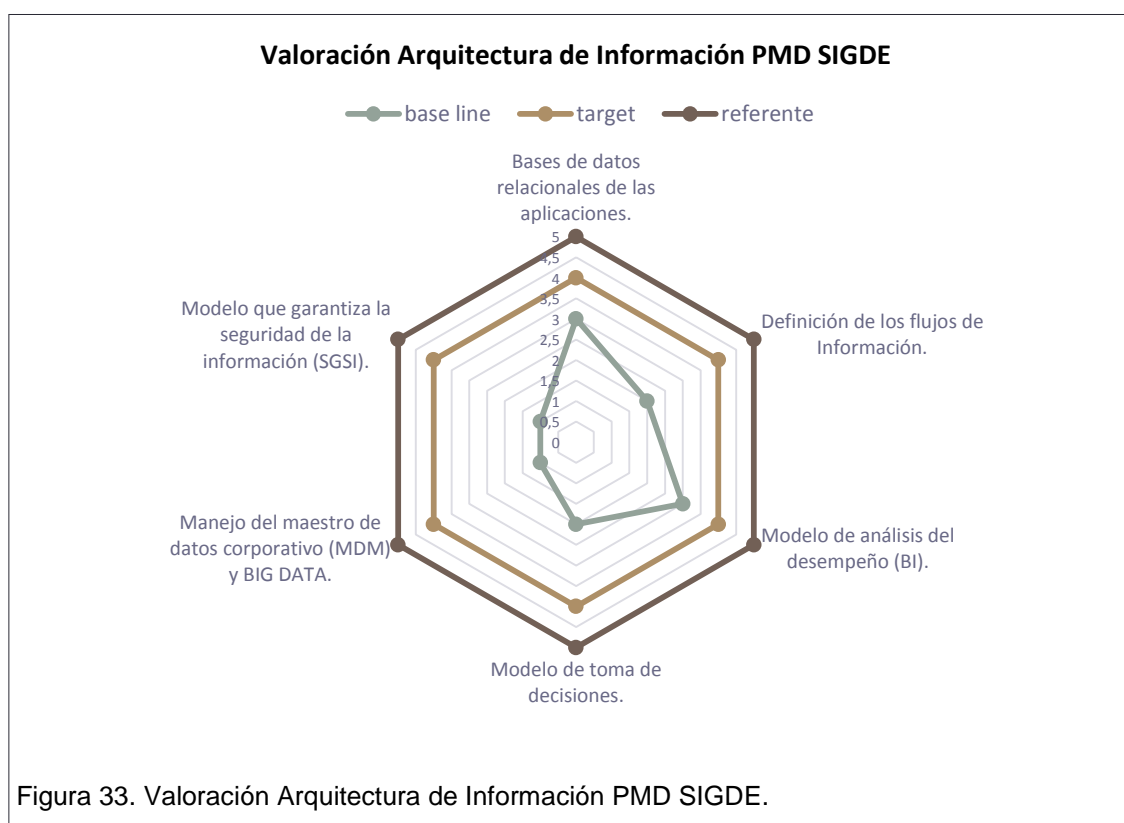 Valoración Arquitectura de Información PMD SIGDE
base line
target
referente
Bases de datos
relacionales de las
aplicaciones.
5
4,5
4
3,5
3
2,5
2
1,5
1
0,5
0
Definición de los flujos de
Información.
Modelo de análisis del
desempeño (BI).
Modelo de toma de
decisiones.
Manejo del maestro de
datos corporativo (MDM)
y BIG DATA.
Modelo que garantiza la
seguridad de la
información (SGSI).
Figura 33. Valoración Arquitectura de Información PMD SIGDE.